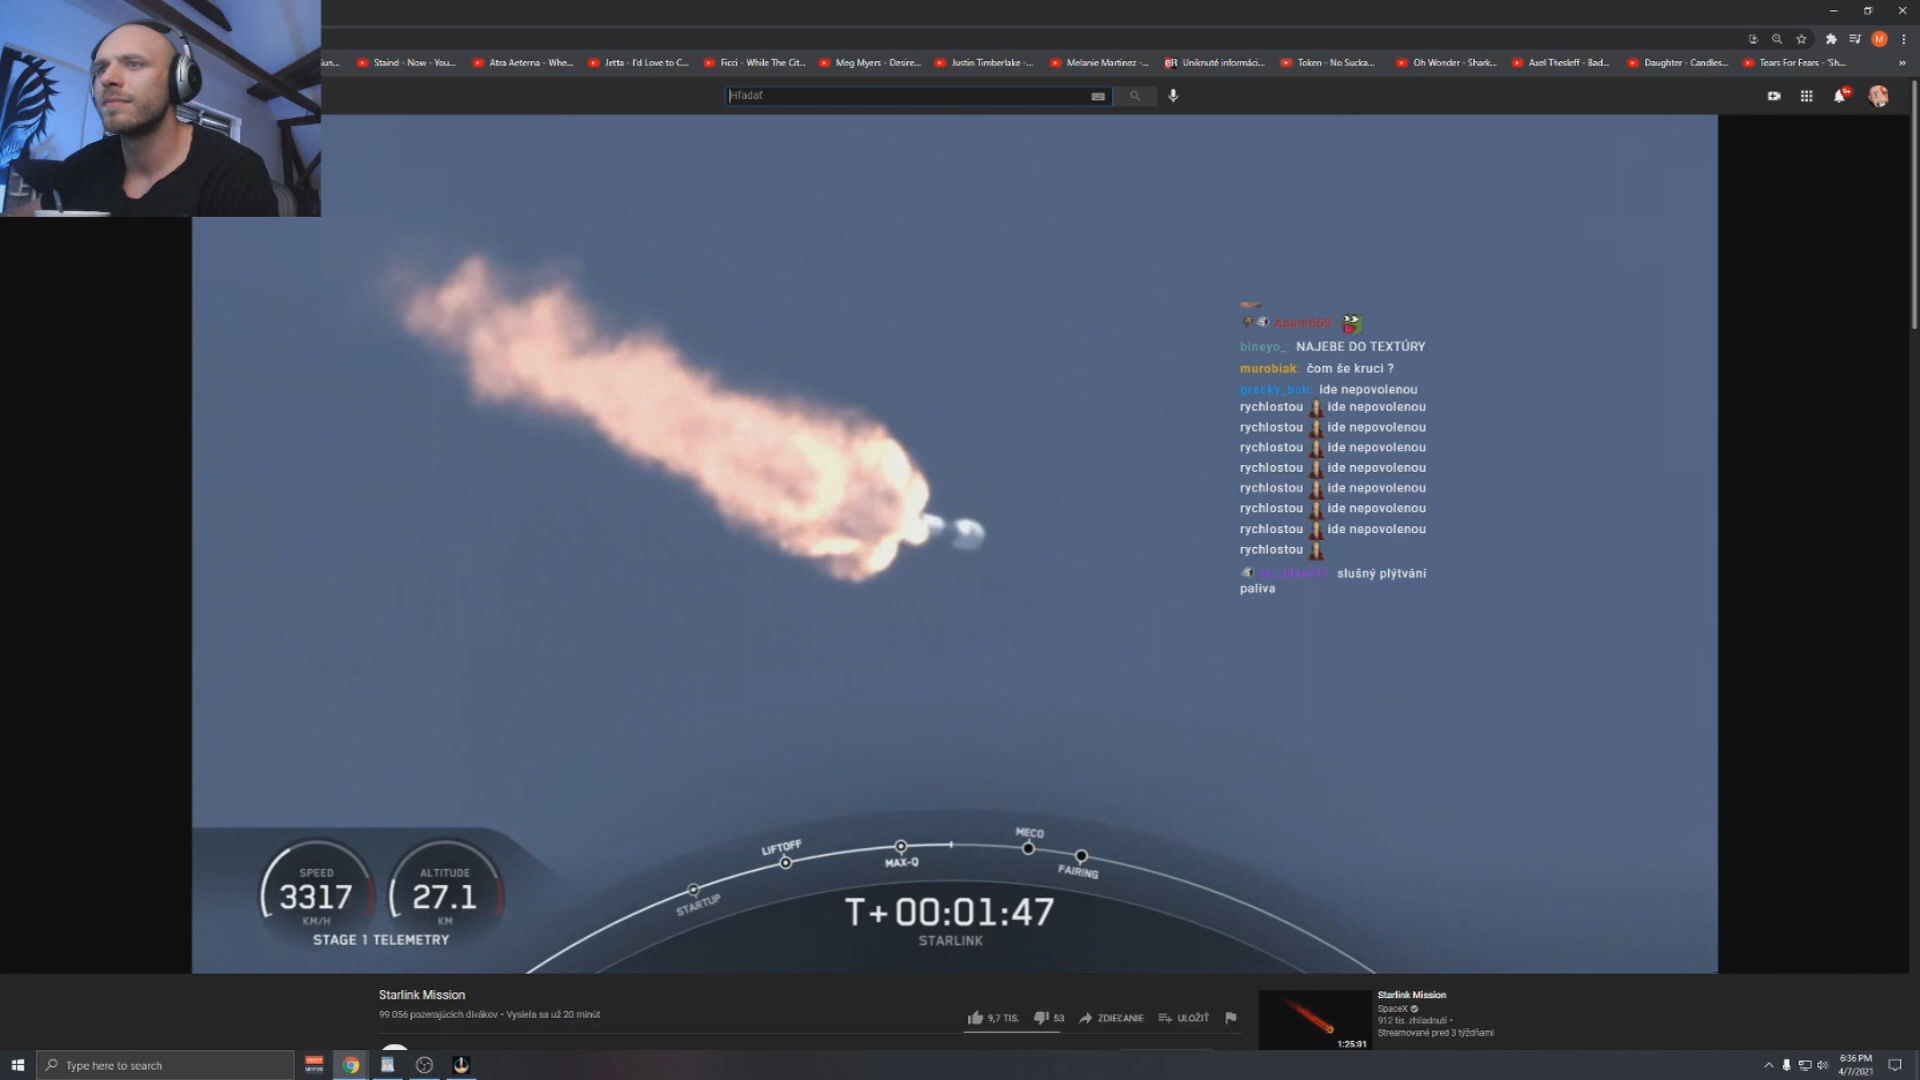 Staind - Now - You...
Atra Aeterna - Whe...
Jetta - I'd Love to C...
Ficci - While The Cit...
Meg Myers - Desire...
Justin Timberlake -...
Melanie Martinez -...
Uniknuté informáci...
Token - No Sucka...
Oh Wonder - Shark...
Axel Thesleff - Bad...
Daughter - Candles...
Tears For Fears - 'Sh...
Hľadať
Adam660
bineyo_: NAJEBE DO TEXTÚRY
murobiak: čom še kruci ?
grecky_boh: ide nepovolenou
rychlostou ide nepovolenou
rychlostou ide nepovolenou
rychlostou ide nepovolenou
rychlostou ide nepovolenou
rychlostou ide nepovolenou
rychlostou ide nepovolenou
rychlostou ide nepovolenou
rychlostou
slušný plýtvání
paliva
SPEED
3317
KM/H
ALTITUDE
27.1
KM
STAGE 1 TELEMETRY
STARTUP
LIFTOFF
MAX-Q
MECO
FAIRING
T+00:01:47
STARLINK
Starlink Mission
99 056 pozerajúcich divákov • Vysiela sa už 20 minút
9,7 TIS.
53
ZDIEĽANIE
ULOŽIŤ
1:25:01
Starlink Mission
SpaceX
912 tis. zhliadnutí •
Streamované pred 3 týždňami
Type here to search
6:36 PM
4/7/2021